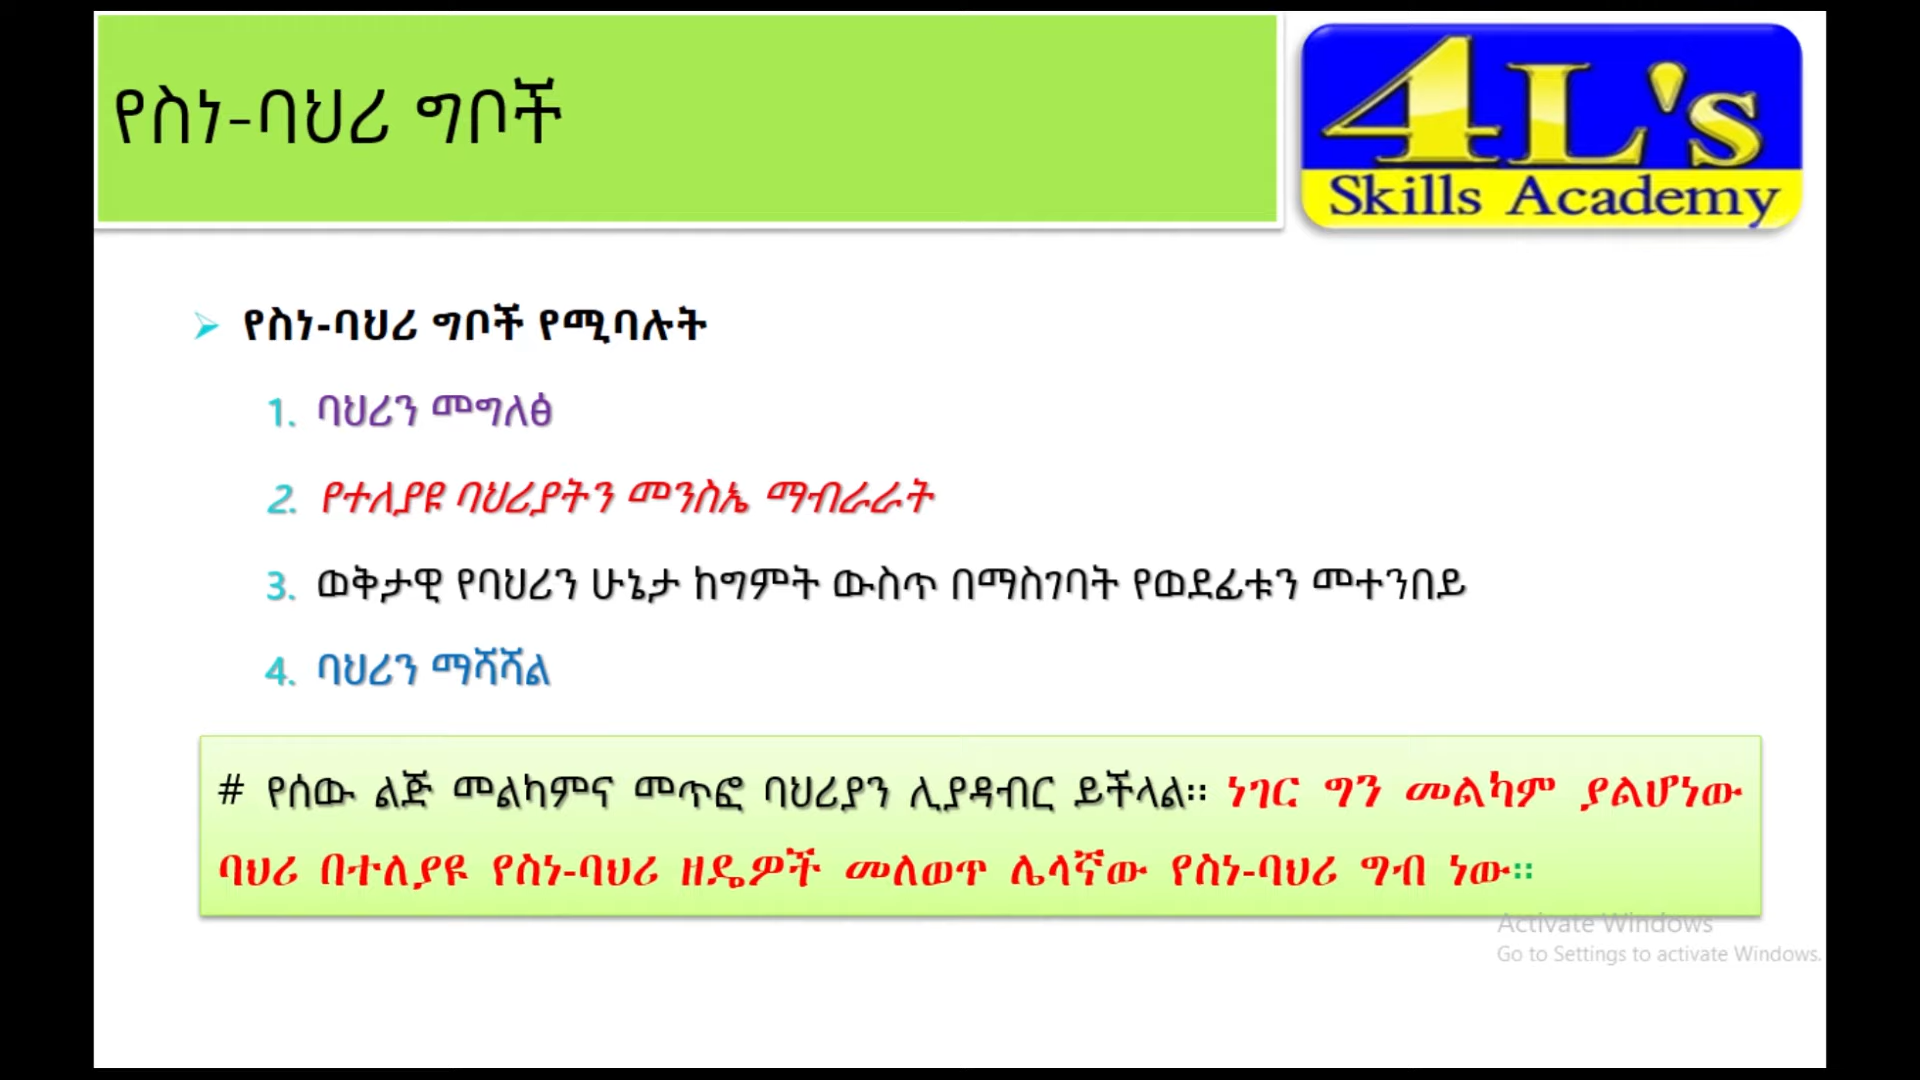 የስነ-ባህሪ ግቦች
4L's
Skills Academy
የስነ-ባህሪ ግቦች የሚባሉት
1. ባህሪን መግለፅ
2. የተለያዩ ባህሪያትን መንስኤ ማብራራት
3. ወቅታዊ የባህሪን ሁኔታ ከግምት ውስጥ በማስገባት የወደፊቱን መተንበይ
4. ባህሪን ማሻሻል
# የሰው ልጅ መልካምና መጥፎ ባህሪያን ሊያዳብር ይችላል፡፡ ነገር ግን መልካም ያልሆነው
ባህሪ በተለያዩ የስነ-ባህሪ ዘዴዎች መለወጥ ሌላኛው የስነ-ባህሪ ግብ ነው፡፡
Activate Windows
Go to Settings to activate Windows.